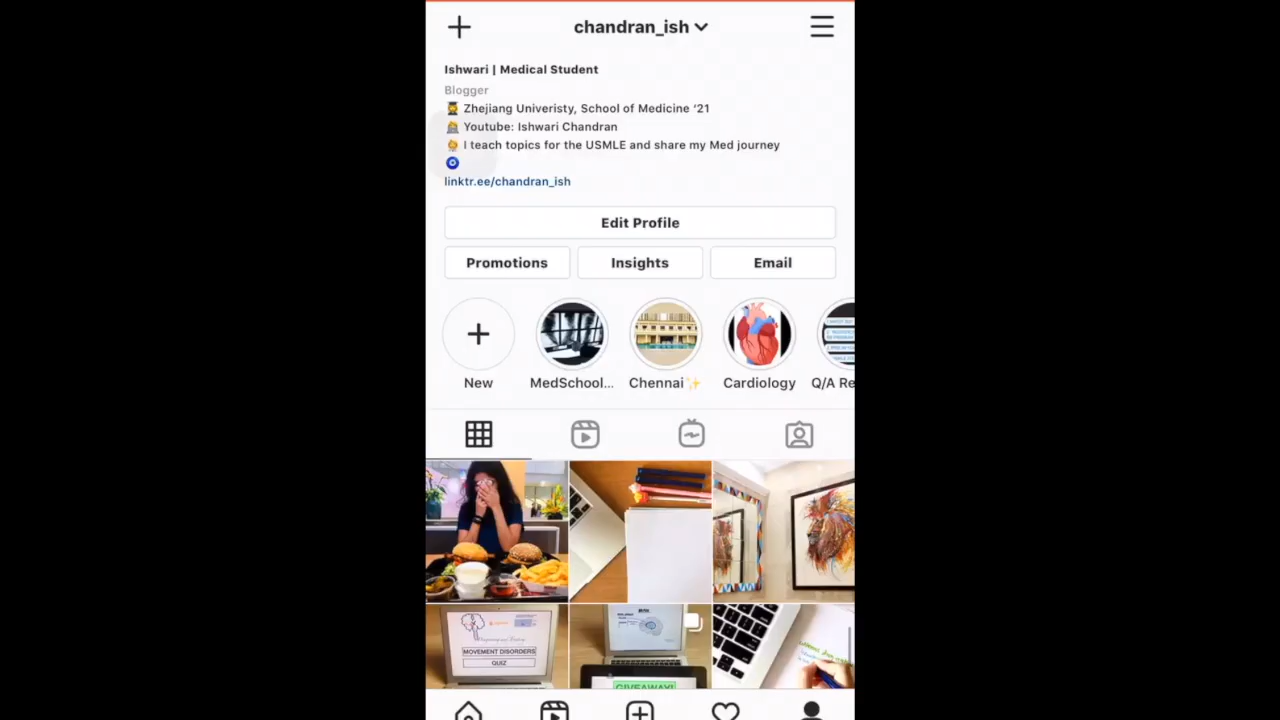 chandran_ish
Ishwari | Medical Student
Blogger
Zhejiang Univeristy, School of Medicine ‘21
Youtube: Ishwari Chandran
I teach topics for the USMLE and share my Med journey
linktr.ee/chandran_ish
Edit Profile
Promotions Insights Email
New MedSchool... Chennai✨ Cardiology Q/A Re
MOVEMENT DISORDERS
QUIZ
GIVEAWAY!